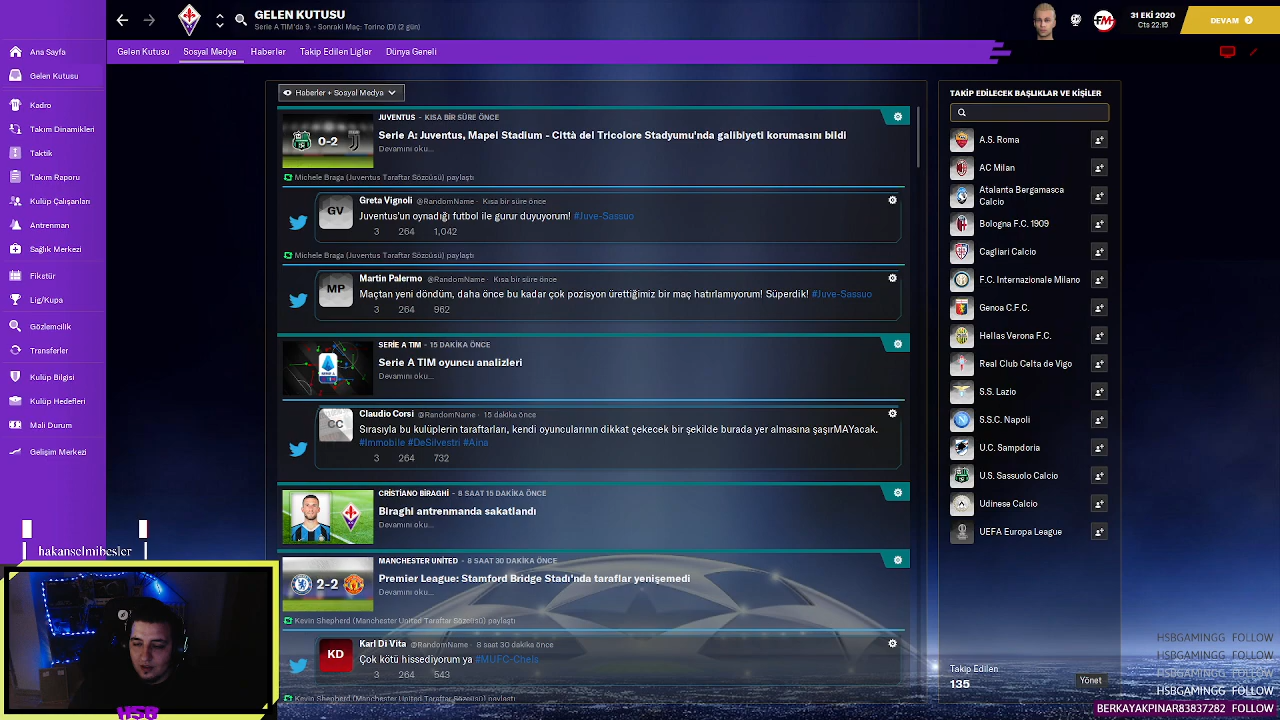 GELEN KUTUSU
Serie A TIM'da 9. - Sonraki Maç: Torino (D) (2 gün)
31 EKİ 2020
Cts 22:15
DEVAM
Gelen Kutusu
Sosyal Medya
Haberler
Takip Edilen Ligler
Dünya Geneli
Ana Sayfa
Gelen Kutusu
Kadro
Takım Dinamikleri
Taktik
Takım Raporu
Kulüp Çalışanları
Antrenman
Sağlık Merkezi
Fikstür
Lig/Kupa
Gözlemcilik
Transferler
Kulüp Bilgisi
Kulüp Hedefleri
Mali Durum
Gelişim Merkezi
hakanselmibesler
HSB
Haberler + Sosyal Medya
0-2
JUVENTUS - KISA BİR SÜRE ÖNCE
Serie A: Juventus, Mapei Stadium - Città del Tricolore Stadyumu'nda galibiyeti korumasını bildi
Devamını oku...
Michele Braga (Juventus Taraftar Sözcüsü) paylaştı
GV
Greta Vignoli @RandomName · Kısa bir süre önce
Juventus'un oynadığı futbol ile gurur duyuyorum! #Juve-Sassuo
3 264 1,042
Michele Braga (Juventus Taraftar Sözcüsü) paylaştı
MP
Martin Palermo @RandomName · Kısa bir süre önce
Maçtan yeni döndüm, daha önce bu kadar çok pozisyon ürettiğimiz bir maç hatırlamıyorum! Süperdik! #Juve-Sassuo
3 264 962
SERIE A TIM - 15 DAKİKA ÖNCE
Serie A TIM oyuncu analizleri
Devamını oku...
CC
Claudio Corsi @RandomName · 15 dakika önce
Sırasıyla bu kulüplerin taraftarları, kendi oyuncularının dikkat çekecek bir şekilde burada yer almasına şaşırMAYacak.
#Immobile #DeSilvestri #Aina
3 264 732
CRISTIANO BIRAGHI - 8 SAAT 15 DAKİKA ÖNCE
Biraghi antrenmanda sakatlandı
Devamını oku...
2-2
MANCHESTER UNITED - 8 SAAT 30 DAKİKA ÖNCE
Premier League: Stamford Bridge Stadı'nda taraflar yenişemedi
Devamını oku...
Kevin Shepherd (Manchester United Taraftar Sözcüsü) paylaştı
KD
Karl Di Vita @RandomName · 8 saat 30 dakika önce
Çok kötü hissediyorum ya #MUFC-Chels
3 264 540
Kevin Shepherd (Manchester United Taraftar Sözcüsü) paylaştı
TAKİP EDİLECEK BAŞLIKLAR VE KİŞİLER
A.S. Roma
AC Milan
Atalanta Bergamasca
Calcio
Bologna F.C. 1909
Cagliari Calcio
F.C. Internazionale Milano
Genoa C.F.C.
Hellas Verona F.C.
Real Club Celta de Vigo
S.S. Lazio
S.S.C. Napoli
U.C. Sampdoria
U.S. Sassuolo Calcio
Udinese Calcio
UEFA Europa League
Takip Edilen
135
Yönet
HSBGAMINGG FOLLOW
HSBGAMINGG FOLLOW
HSBGAMINGG FOLLOW
HSBGAMINGG FOLLOW
BERKAYAKPINAR83837282 FOLLOW